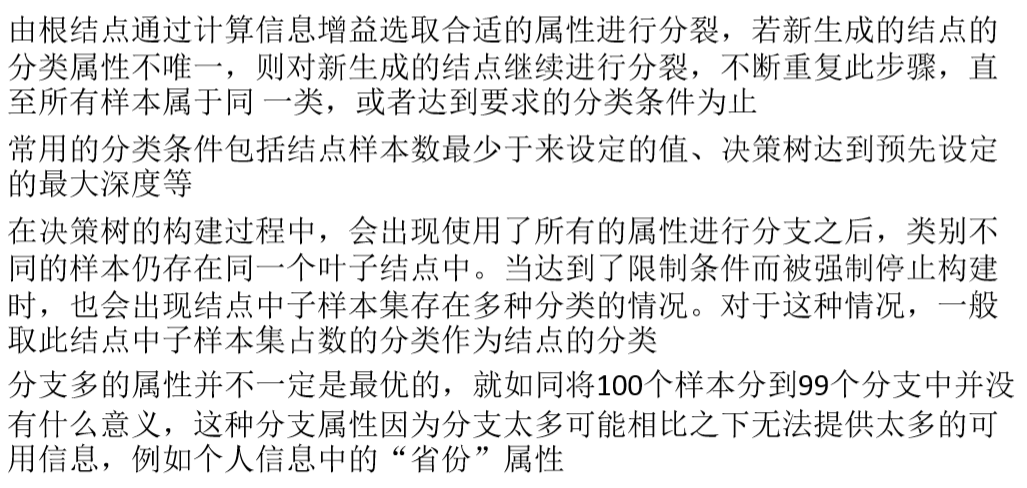 由根结点通过计算信息增益选取合适的属性进行分裂，若新生成的结点的
分类属性不唯一，则对新生成的结点继续进行分裂，不断重复此步骤，直
至所有样本属于同 一类，或者达到要求的分类条件为止
常用的分类条件包括结点样本数最少于来设定的值、决策树达到预先设定
的最大深度等
在决策树的构建过程中，会出现使用了所有的属性进行分支之后，类别不
同的样本仍存在同一个叶子结点中。当达到了限制条件而被强制停止构建
时，也会出现结点中子样本集存在多种分类的情况。对于这种情况，一般
取此结点中子样本集占数的分类作为结点的分类
分支多的属性并不一定是最优的，就如同将100个样本分到99个分支中并没
有什么意义，这种分支属性因为分支太多可能相比之下无法提供太多的可
用信息，例如个人信息中的“省份”属性